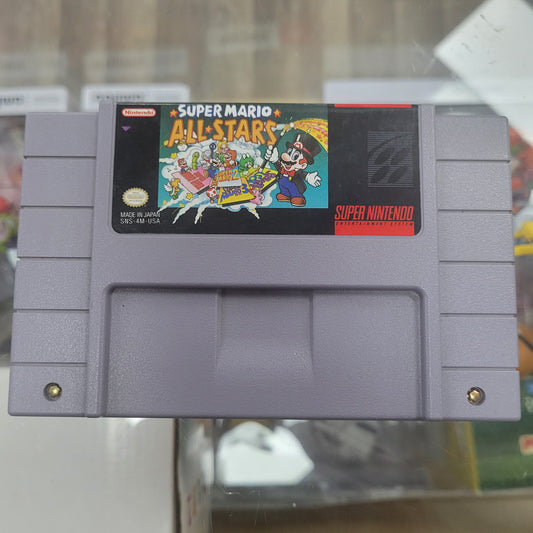 Nintendo
SUPER MARIO
ALL★STARS
MADE IN JAPAN
SNS-4M-USA
SUPER NINTENDO
ENTERTAINMENT SYSTEM